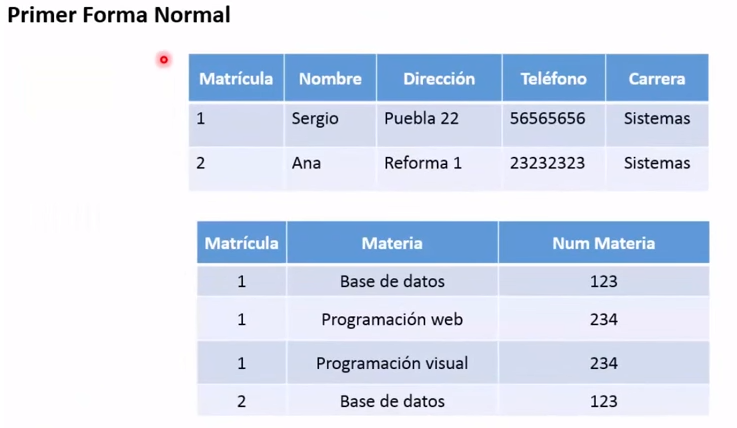 Primer Forma Normal
Matrícula Nombre Dirección Teléfono Carrera
1 Sergio Puebla 22 56565656 Sistemas
2 Ana Reforma 1 23232323 Sistemas
Matrícula Materia Num Materia
1 Base de datos 123
1 Programación web 234
1 Programación visual 234
2 Base de datos 123